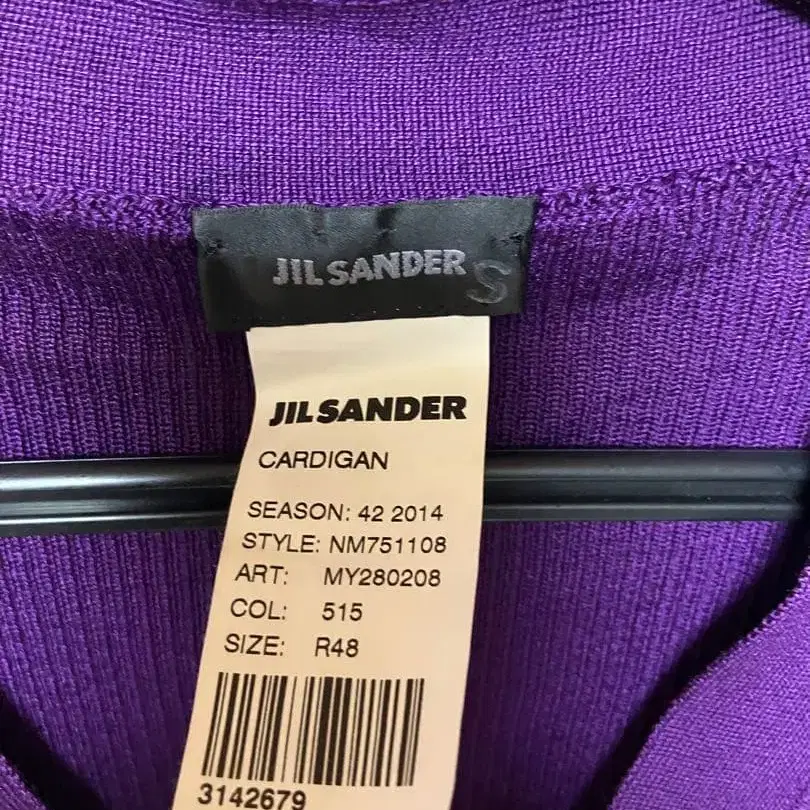 JIL SANDER S
JIL SANDER
CARDIGAN
SEASON: 42 2014
STYLE: NM751108
ART: MY280208
COL: 515
SIZE: R48
3142679